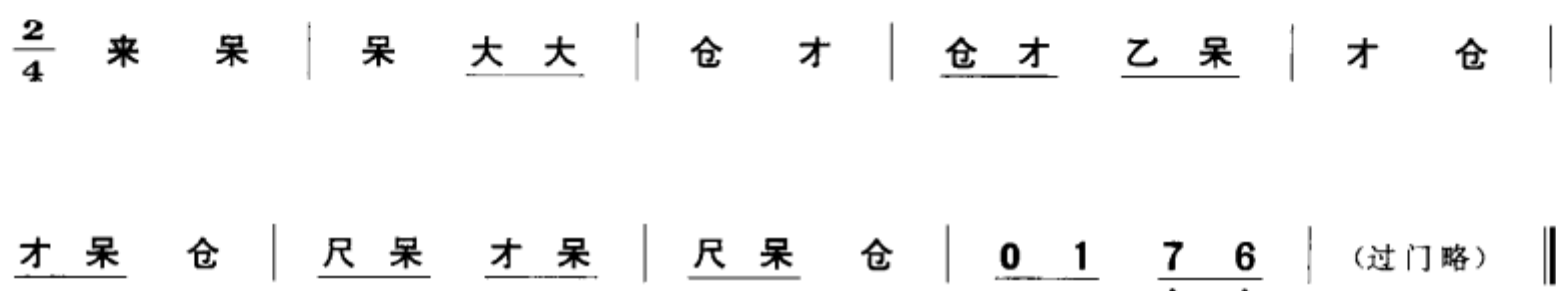 2/4 来 呆 | 呆 大 大 | 仓 才 | 仓 才 乙 呆 | 才 仓 |
才 呆 仓 | 尺 呆 才 呆 | 尺 呆 仓 | 0 1 7 6 | （过门略） ‖